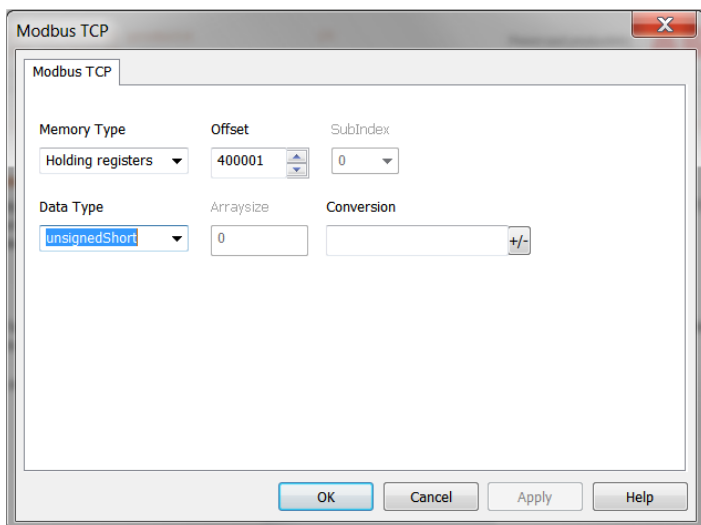 Modbus TCP
Modbus TCP
Memory Type Offset SubIndex
Holding registers 400001 0
Data Type Arraysize Conversion
unsignedShort 0 +/-
OK Cancel Apply Help